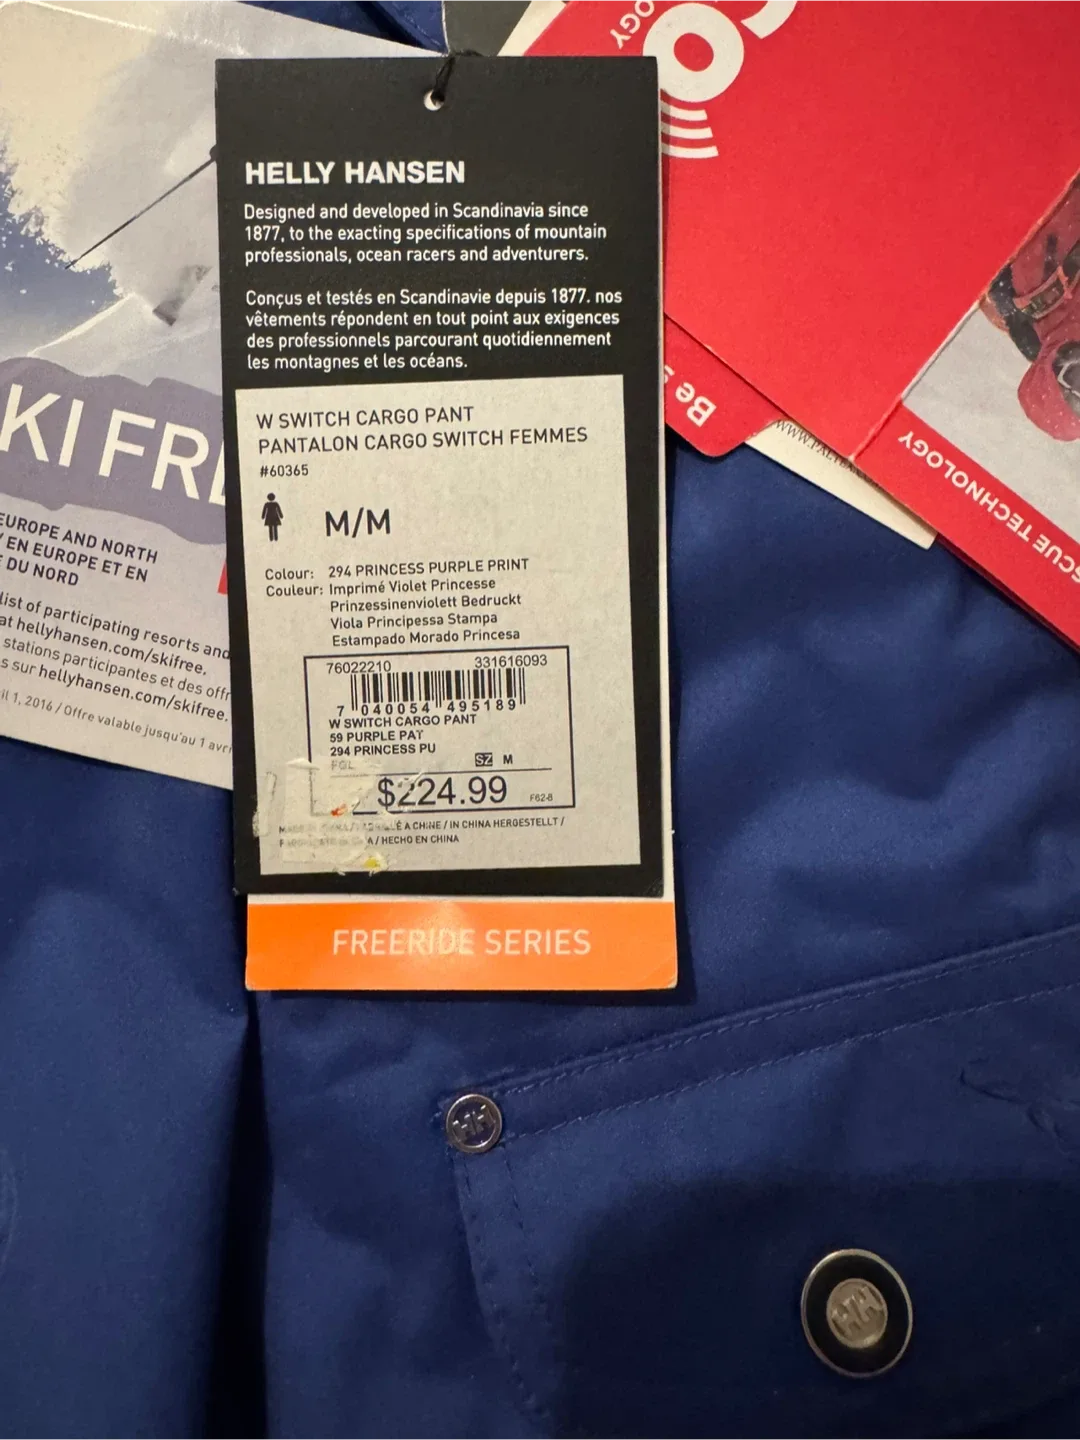 HELLY HANSEN
Designed and developed in Scandinavia since
1877, to the exacting specifications of mountain
professionals, ocean racers and adventurers.
Conçus et testés en Scandinavie depuis 1877. nos
vêtements répondent en tout point aux exigences
des professionnels parcourant quotidiennement
les montagnes et les océans.
W SWITCH CARGO PANT
PANTALON CARGO SWITCH FEMMES
#60365
M/M
Colour: 294 PRINCESS PURPLE PRINT
Couleur: Imprimé Violet Princesse
Prinzessinenviolett Bedruckt
Viola Principessa Stampa
Estampado Morado Princesa
76022210 331616093
7 040054 495189
W SWITCH CARGO PANT
59 PURPLE PAT
294 PRINCESS PU
FGL SZ M
$224.99 F62-8
É A CHINE / IN CHINA HERGESTELLT /
A / HECHO EN CHINA
FREERIDE SERIES
KI FR
EUROPE AND NORTH
/ EN EUROPE ET EN
DU NORD
list of participating resorts and
at hellyhansen.com/skifree.
stations participantes et des offr
s sur hellyhansen.com/skifree.
il 1, 2016 / Offre valable jusqu'au 1 avri
CO
OGY
Be s
WWW.PALTEX
SCUE TECHNOLOGY
HH
HH